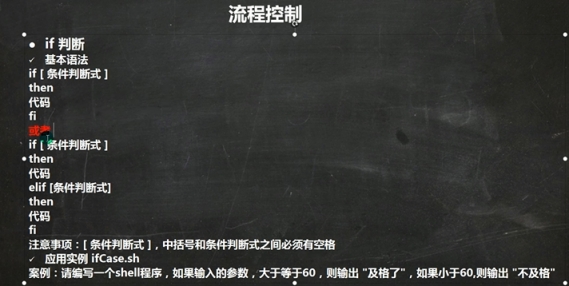 流程控制
● if 判断
✓ 基本语法
if [ 条件判断式 ]
then
代码
fi
或者
if [ 条件判断式 ]
then
代码
elif [条件判断式]
then
代码
fi
注意事项：[ 条件判断式 ]，中括号和条件判断式之间必须有空格
✓ 应用实例 ifCase.sh
案例：请编写一个shell程序，如果输入的参数，大于等于60，则输出 "及格了"，如果小于60,则输出 "不及格"